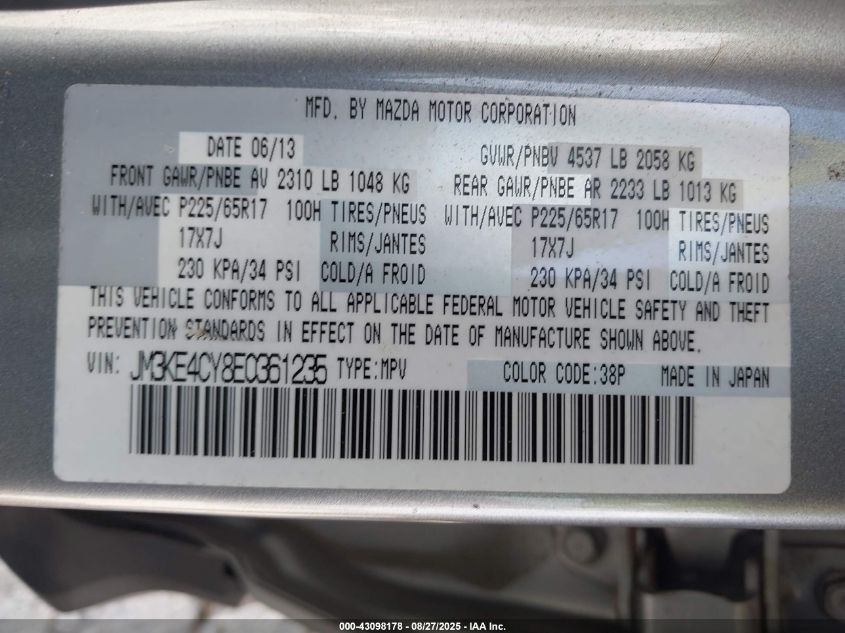 MFD. BY MAZDA MOTOR CORPORATION
DATE 06/13 GVWR/PNBV 4537 LB 2058 KG
FRONT GAWR/PNBE AV 2310 LB 1048 KG REAR GAWR/PNBE AR 2233 LB 1013 KG
WITH/AVEC P225/65R17 100H TIRES/PNEUS WITH/AVEC P225/65R17 100H TIRES/PNEUS
17X7J RIMS/JANTES 17X7J RIMS/JANTES
230 KPA/34 PSI COLD/A FROID 230 KPA/34 PSI COLD/A FROID
THIS VEHICLE CONFORMS TO ALL APPLICABLE FEDERAL MOTOR VEHICLE SAFETY AND THEFT
PREVENTION STANDARDS IN EFFECT ON THE DATE OF MANUFACTURE SHOWN ABOVE.
VIN: JM3KE4CY8E0361235 TYPE:MPV COLOR CODE:38P MADE IN JAPAN
000-43098178 - 08/27/2025 - IAA Inc.